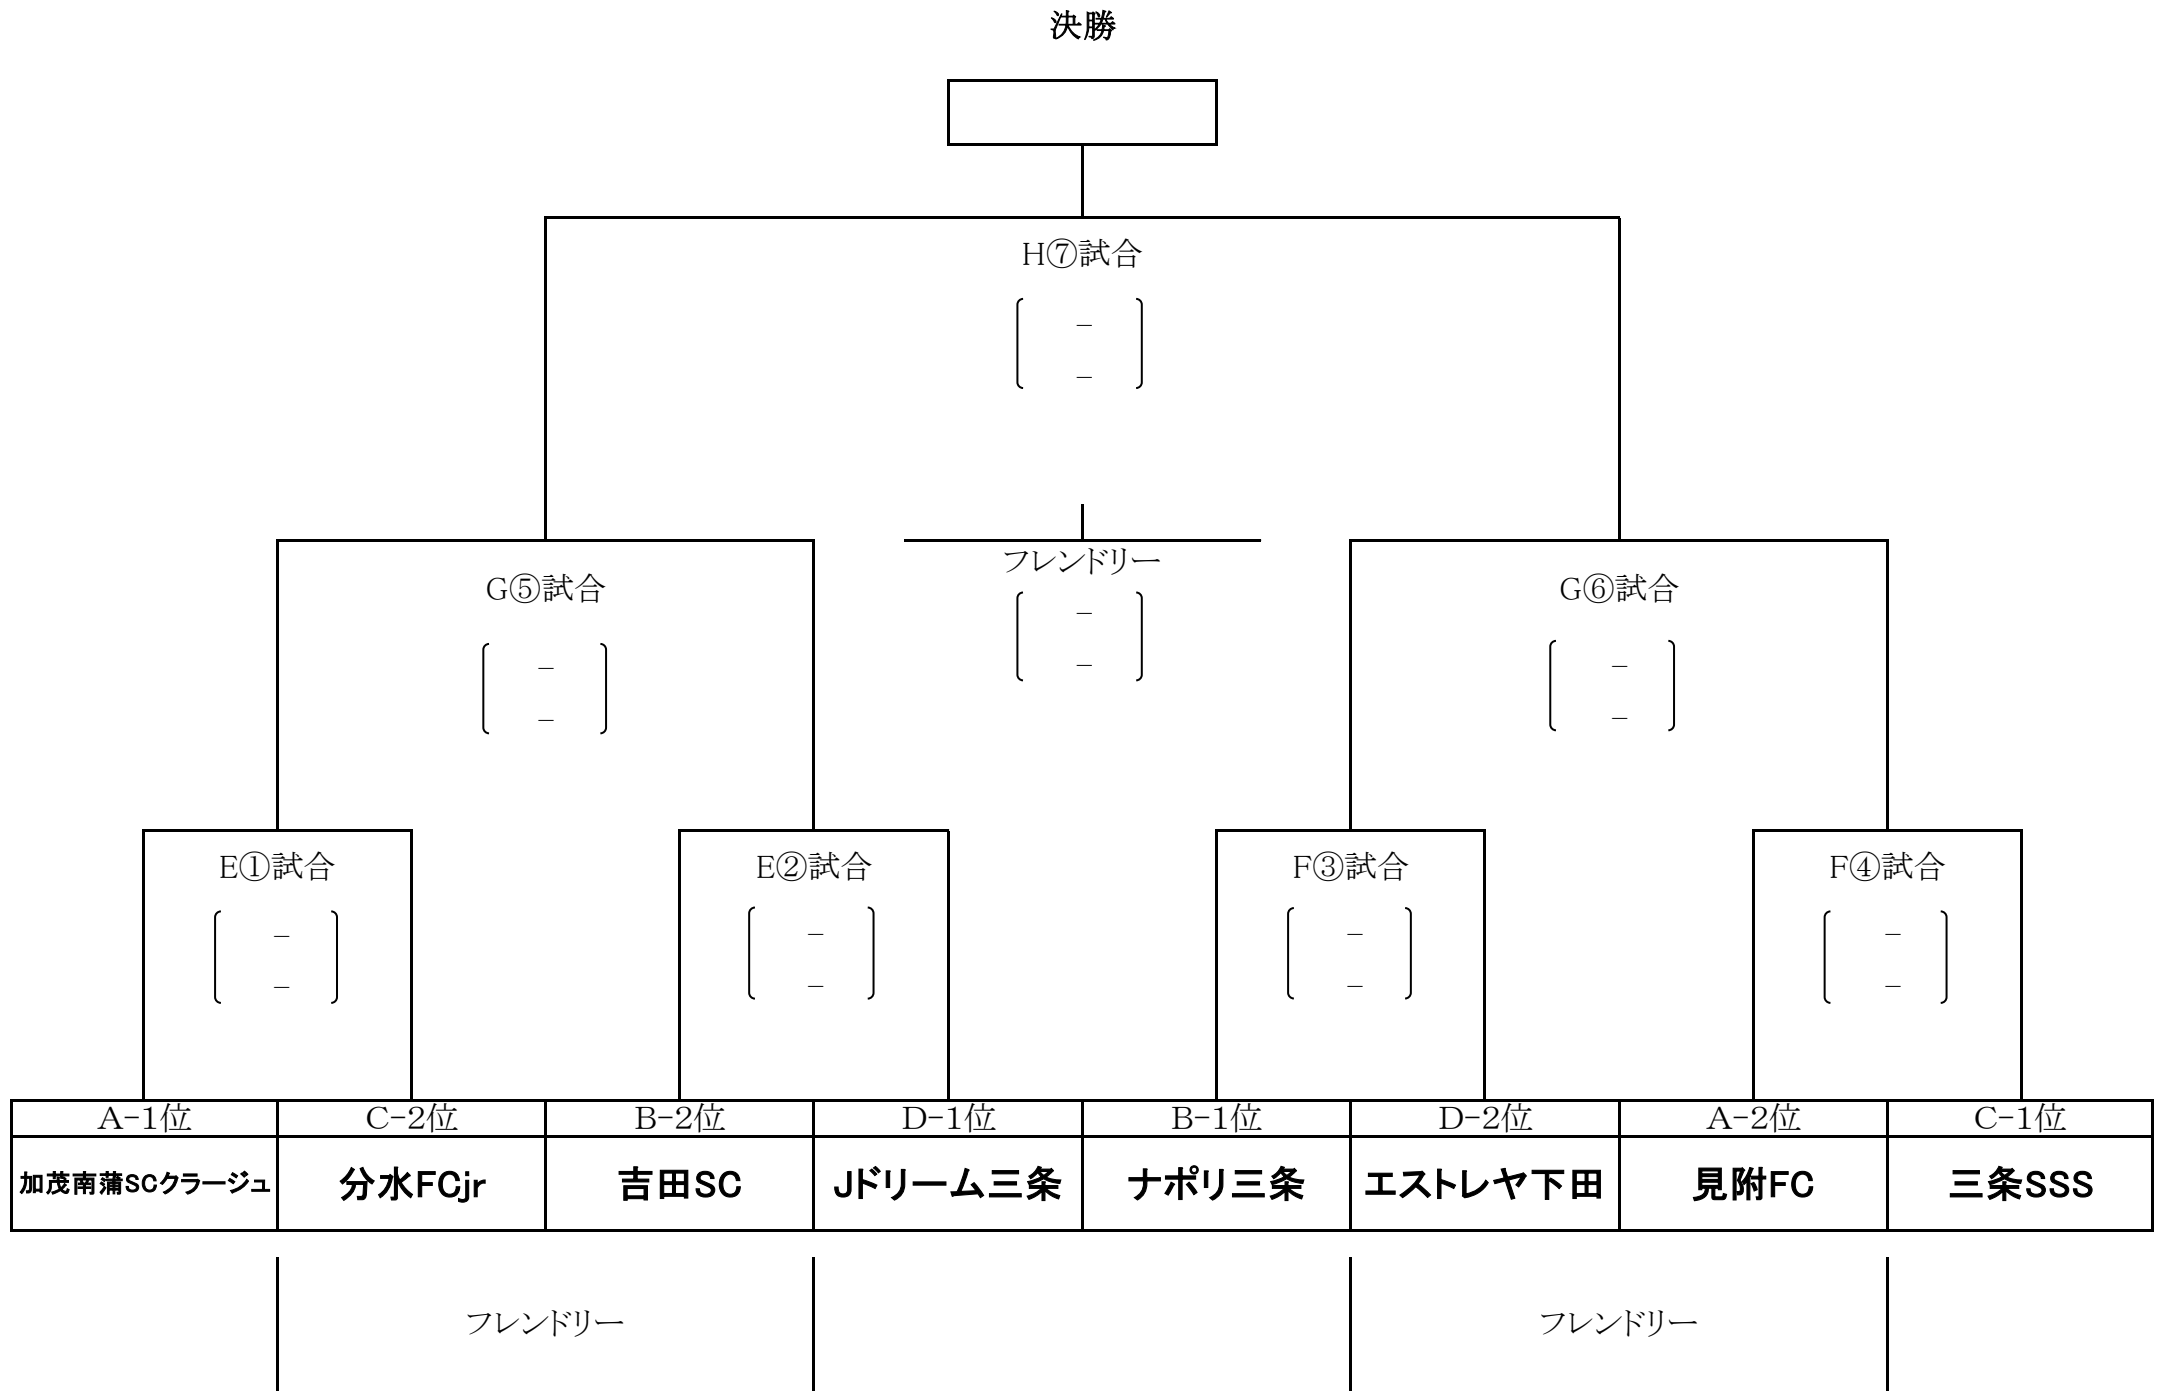 決勝
H⑦試合
－
－
フレンドリー
G⑤試合
G⑥試合
－
－
－
－
－
－
E①試合
E②試合
F③試合
F④試合
－
－
－
－
－
－
－
－
A-1位
C-2位
B-2位
D-1位
B-1位
D-2位
A-2位
C-1位
加茂南蒲SCクラージュ
分水FCjr
吉田SC
Jドリーム三条
ナポリ三条
エストレヤ下田
見附FC
三条SSS
フレンドリー
フレンドリー